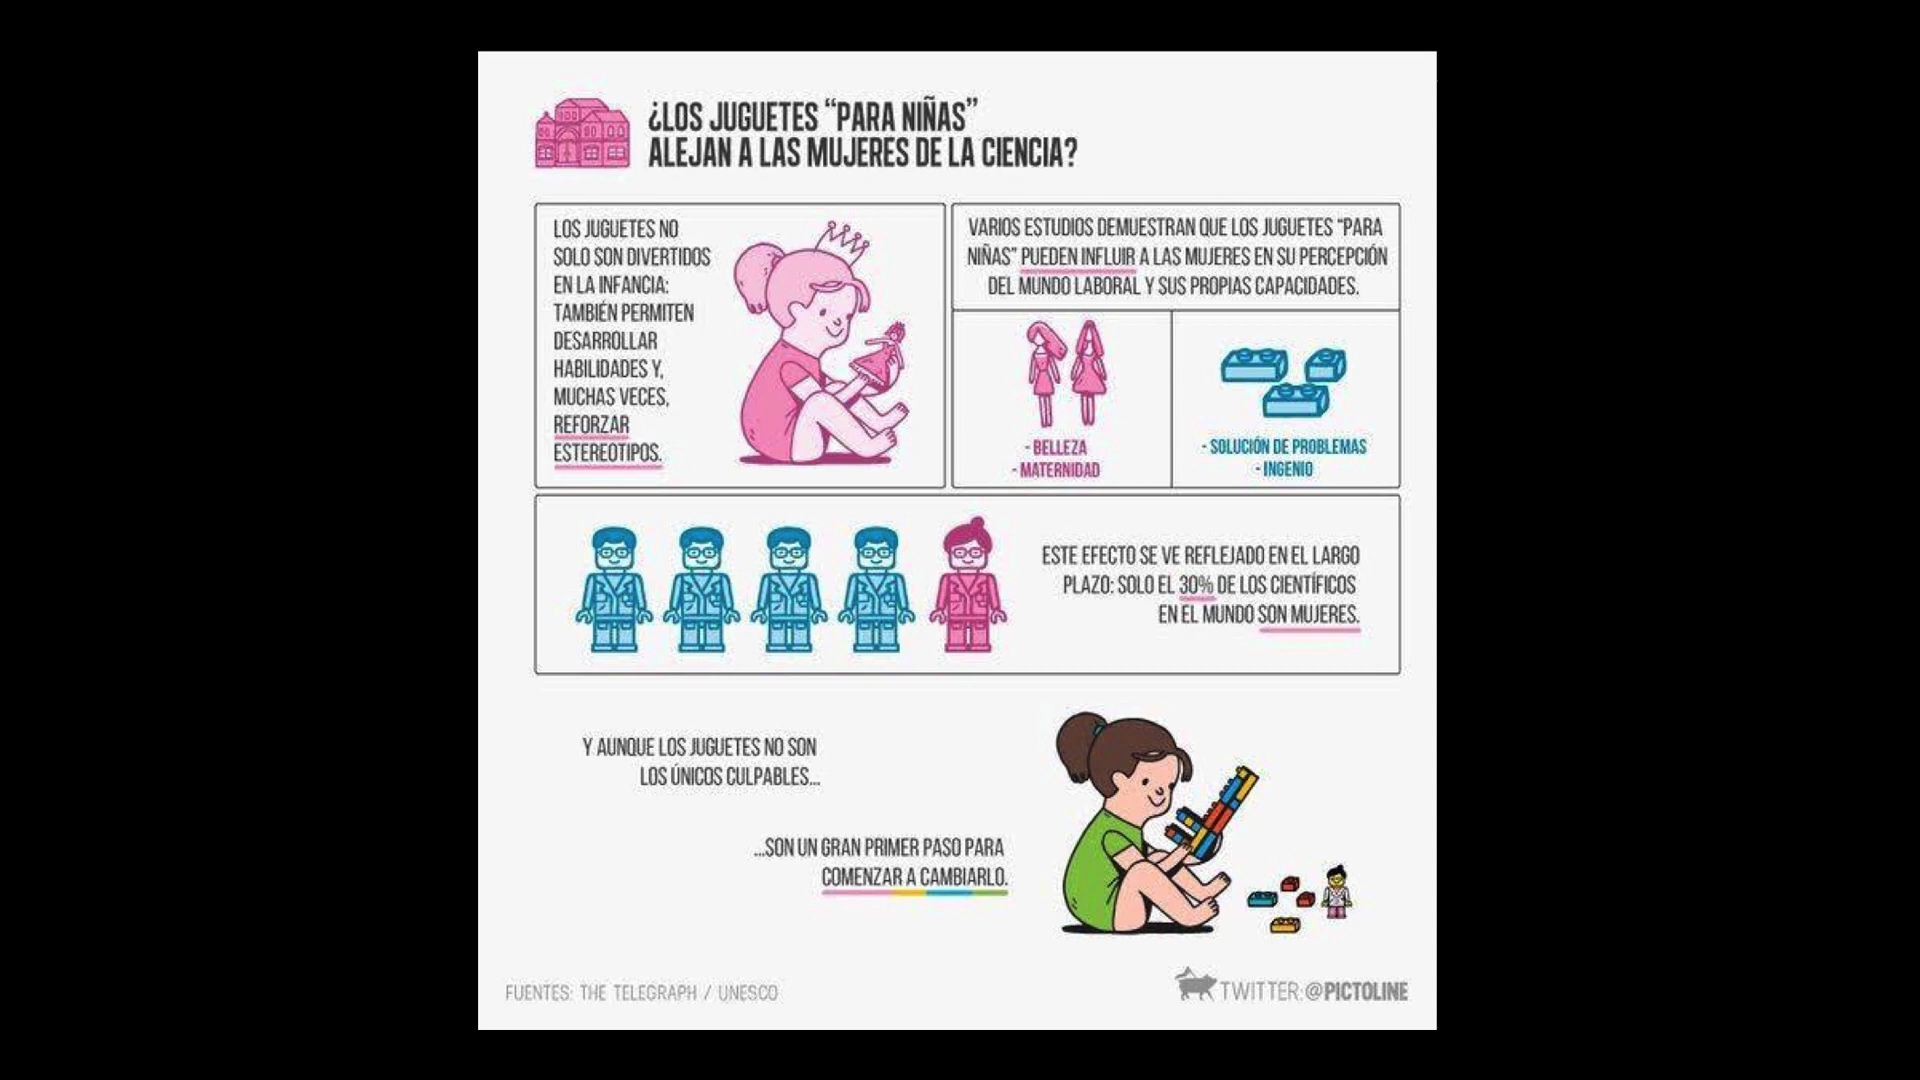 ¿LOS JUGUETES “PARA NIÑAS”
ALEJAN A LAS MUJERES DE LA CIENCIA?
LOS JUGUETES NO
SOLO SON DIVERTIDOS
EN LA INFANCIA:
TAMBIÉN PERMITEN
DESARROLLAR
HABILIDADES Y,
MUCHAS VECES,
REFORZAR
ESTEREOTIPOS.
VARIOS ESTUDIOS DEMUESTRAN QUE LOS JUGUETES “PARA
NIÑAS” PUEDEN INFLUIR A LAS MUJERES EN SU PERCEPCIÓN
DEL MUNDO LABORAL Y SUS PROPIAS CAPACIDADES.
- BELLEZA
- MATERNIDAD
- SOLUCIÓN DE PROBLEMAS
- INGENIO
ESTE EFECTO SE VE REFLEJADO EN EL LARGO
PLAZO: SOLO EL 30% DE LOS CIENTÍFICOS
EN EL MUNDO SON MUJERES.
Y AUNQUE LOS JUGUETES NO SON
LOS ÚNICOS CULPABLES...
...SON UN GRAN PRIMER PASO PARA
COMENZAR A CAMBIARLO.
FUENTES: THE TELEGRAPH / UNESCO
TWITTER:@PICTOLINE